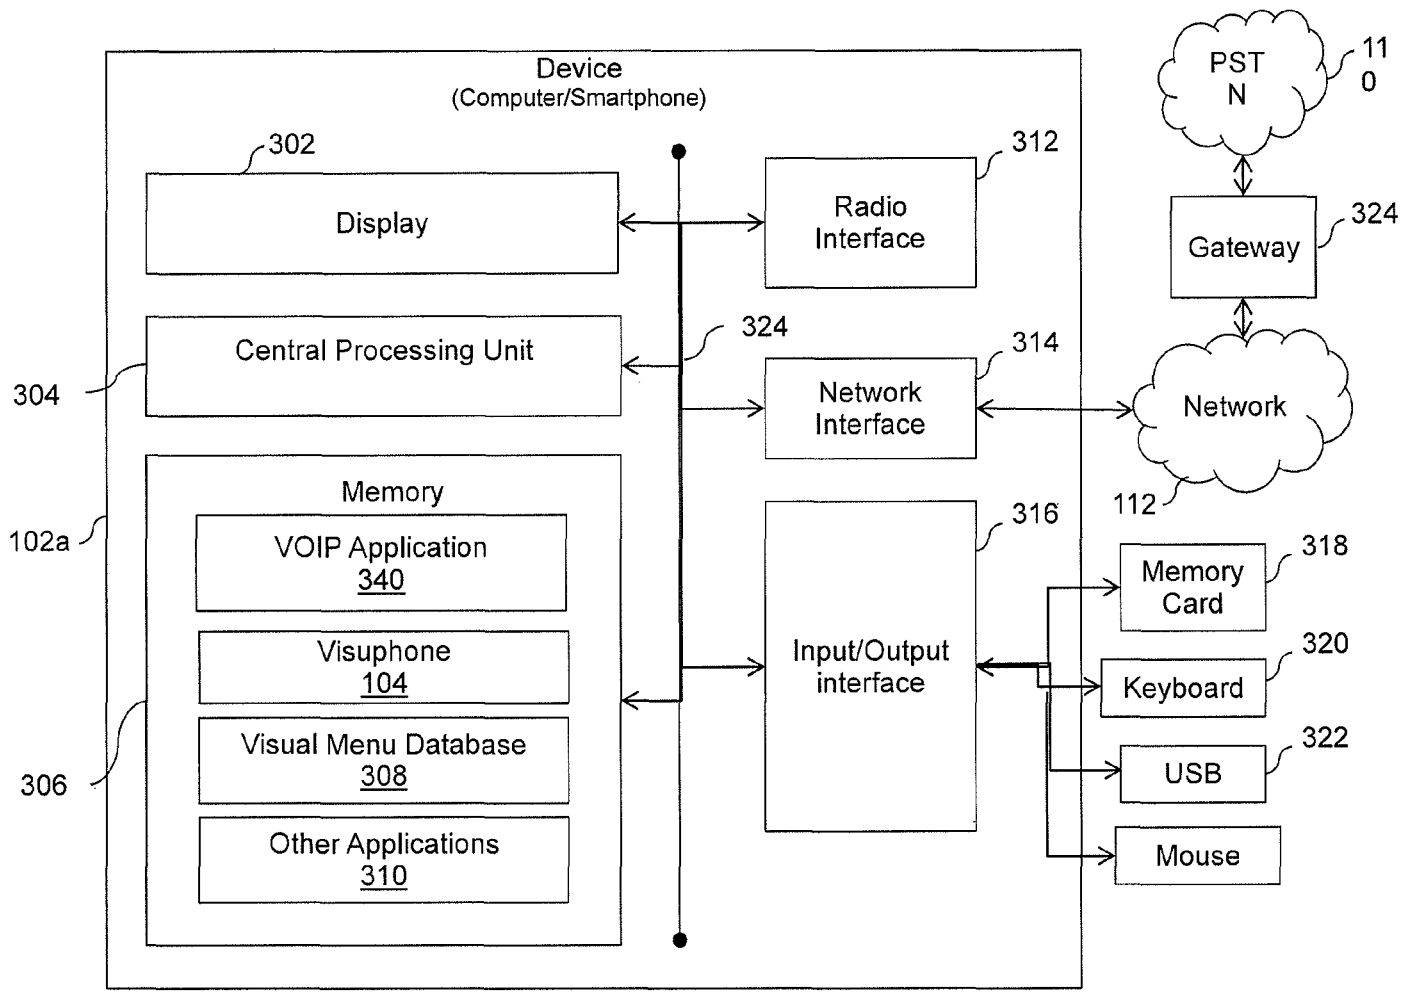 Device
(Computer/Smartphone)
PST
N
11
0
302
312
Display
Radio
Interface
324
Gateway
324
Central Processing Unit
304
314
Network
Interface
Network
112
Memory
102a
VOIP Application
340
316
318
Memory
Card
Visuphone
104
Input/Output
interface
320
Keyboard
Visual Menu Database
308
306
322
USB
Other Applications
310
Mouse